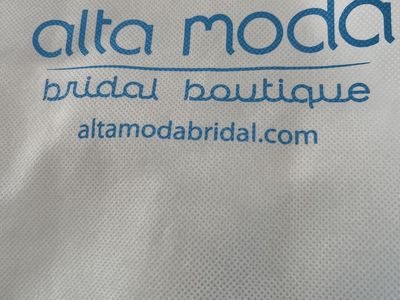 alta moda
bridal boutique
altamodabridal.com